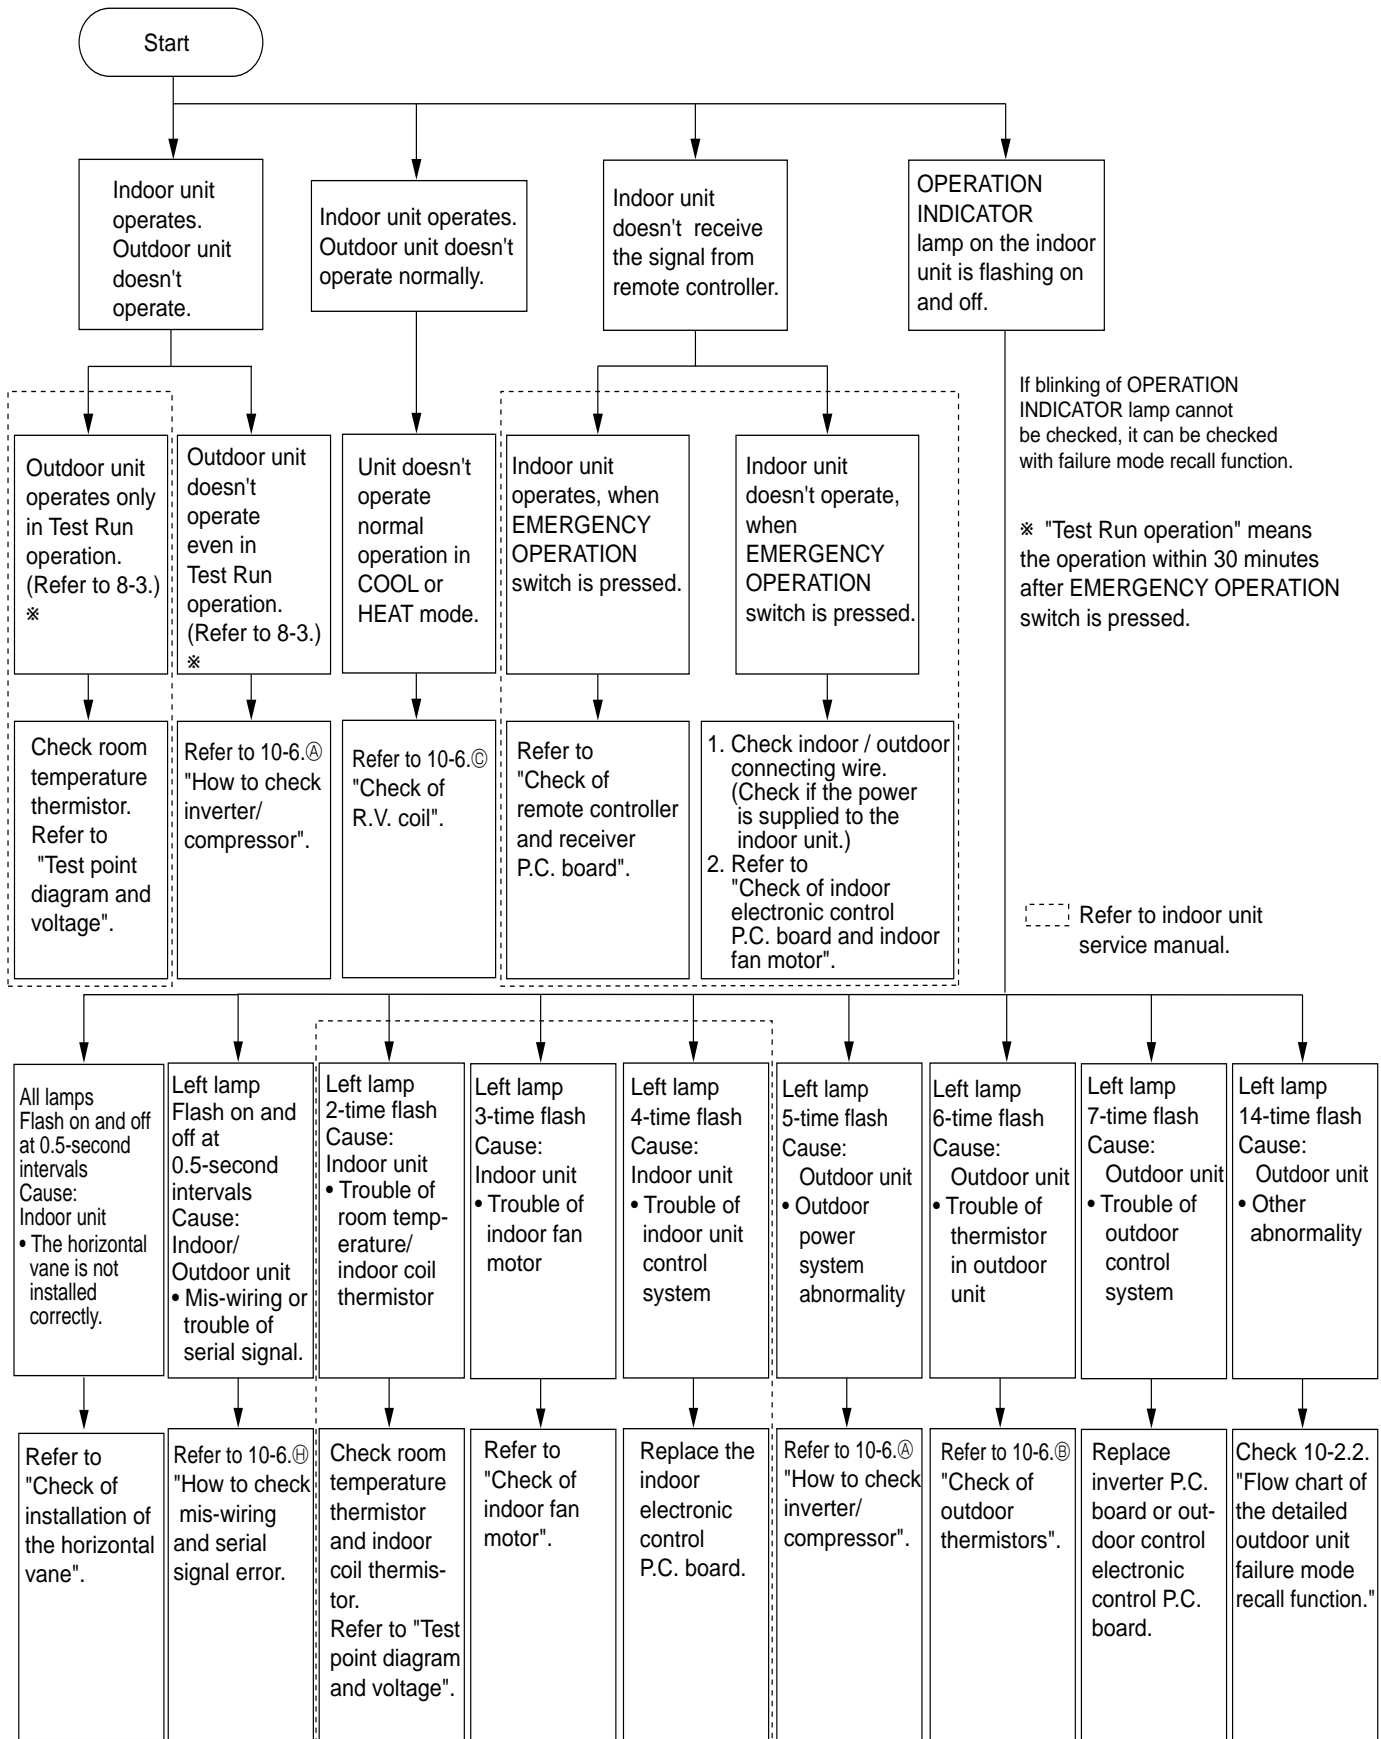 Start
Indoor unit
operates.
Outdoor unit
doesn't
operate.
Indoor unit operates.
Outdoor unit doesn't
operate normally.
Indoor unit
doesn't receive
the signal from
remote controller.
OPERATION
INDICATOR
lamp on the indoor
unit is flashing on
and off.
If blinking of OPERATION
INDICATOR lamp cannot
be checked, it can be checked
with failure mode recall function.
※ "Test Run operation" means
the operation within 30 minutes
after EMERGENCY OPERATION
switch is pressed.
Outdoor unit
operates only
in Test Run
operation.
(Refer to 8-3.)
※
Outdoor unit
doesn't
operate
even in
Test Run
operation.
(Refer to 8-3.)
※
Unit doesn't
operate
normal
operation in
COOL or
HEAT mode.
Indoor unit
operates, when
EMERGENCY
OPERATION
switch is pressed.
Indoor unit
doesn't operate,
when
EMERGENCY
OPERATION
switch is pressed.
Check room
temperature
thermistor.
Refer to
"Test point
diagram and
voltage".
Refer to 10-6.Ⓐ
"How to check
inverter/
compressor".
Refer to 10-6.Ⓒ
"Check of
R.V. coil".
Refer to
"Check of
remote controller
and receiver
P.C. board".
1. Check indoor / outdoor
connecting wire.
(Check if the power
is supplied to the
indoor unit.)
2. Refer to
"Check of indoor
electronic control
P.C. board and indoor
fan motor".
Refer to indoor unit
service manual.
All lamps
Flash on and off
at 0.5-second
intervals
Cause:
Indoor unit
• The horizontal
vane is not
installed
correctly.
Left lamp
Flash on and
off at
0.5-second
intervals
Cause:
Indoor/
Outdoor unit
• Mis-wiring or
trouble of
serial signal.
Left lamp
2-time flash
Cause:
Indoor unit
• Trouble of
room temp-
erature/
indoor coil
thermistor
Left lamp
3-time flash
Cause:
Indoor unit
• Trouble of
indoor fan
motor
Left lamp
4-time flash
Cause:
Indoor unit
• Trouble of
indoor unit
control
system
Left lamp
5-time flash
Cause:
Outdoor unit
• Outdoor
power
system
abnormality
Left lamp
6-time flash
Cause:
Outdoor unit
• Trouble of
thermistor
in outdoor
unit
Left lamp
7-time flash
Cause:
Outdoor unit
• Trouble of
outdoor
control
system
Left lamp
14-time flash
Cause:
Outdoor unit
• Other
abnormality
Refer to
"Check of
installation of
the horizontal
vane".
Refer to 10-6.Ⓗ
"How to check
mis-wiring
and serial
signal error.
Check room
temperature
thermistor
and indoor
coil thermis-
tor.
Refer to "Test
point diagram
and voltage".
Refer to
"Check of
indoor fan
motor".
Replace the
indoor
electronic
control
P.C. board.
Refer to 10-6.Ⓐ
"How to check
inverter/
compressor".
Refer to 10-6.Ⓑ
"Check of
outdoor
thermistors".
Replace
inverter P.C.
board or out-
door control
electronic
control P.C.
board.
Check 10-2.2.
"Flow chart of
the detailed
outdoor unit
failure mode
recall function."